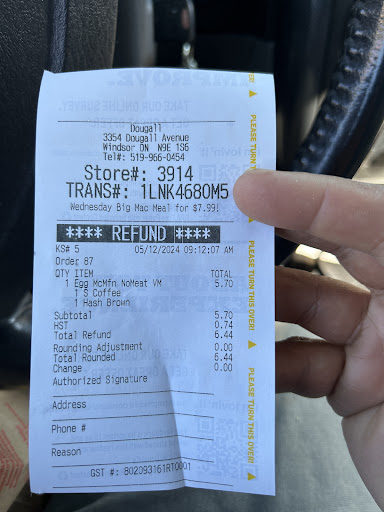 Dougall
3354 Dougall Avenue
Windsor ON N9E 1S6
Tel#: 519-966-0454
Store#: 3914
TRANS#: 1LNK4680M5
Wednesday Big Mac Meal for $7.99!
**** REFUND ****
KS# 5 05/12/2024 09:12:07 AM
Order 87
QTY ITEM TOTAL
1 Egg McMfn NoMeat VM 5.70
1 S Coffee
1 Hash Brown
Subtotal 5.70
HST 0.74
Total Refund 6.44
Rounding Adjustment 0.00
Total Rounded 6.44
Change 0.00
Authorized Signature
Address
Phone #
Reason
GST #: 802093161RT0001
PLEASE TURN THIS OVER!
PLEASE TURN THIS OVER!
PLEASE TURN THIS OVER!